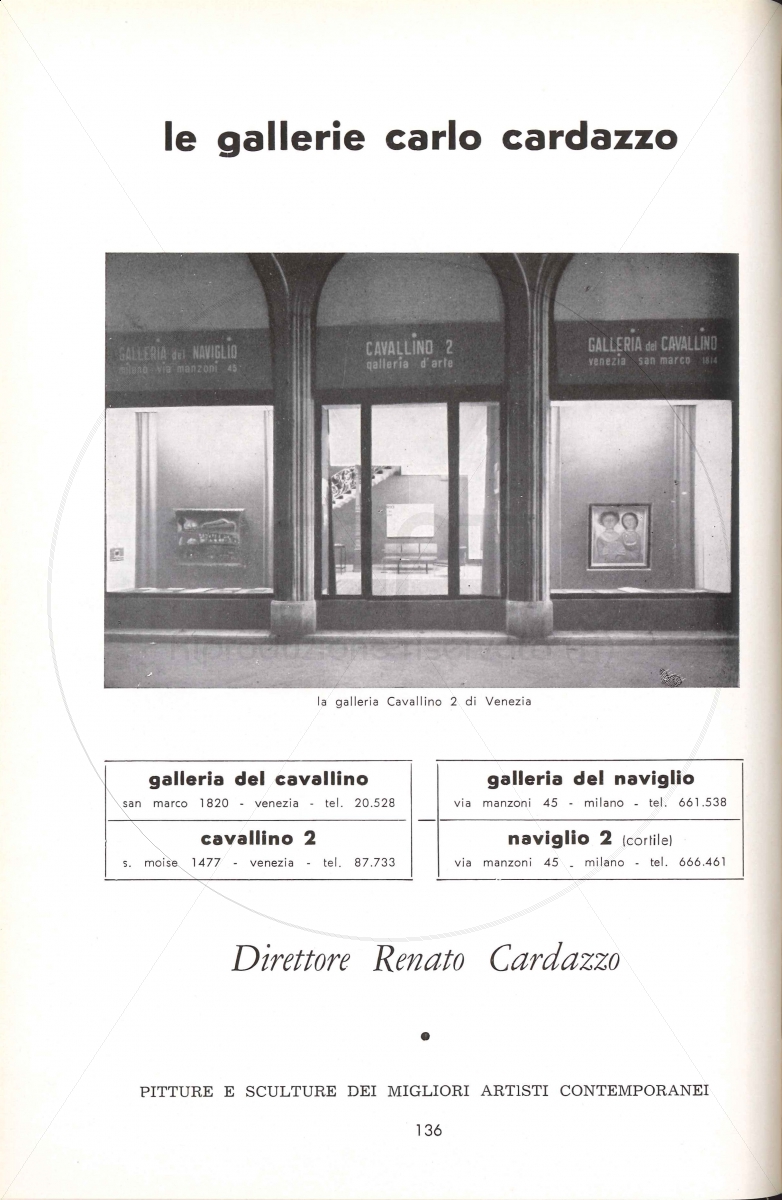 le gallerie carlo cardazzo
GALLERIA del NAVIGLIO
milano via manzoni 45
CAVALLINO 2
galleria d'arte
GALLERIA del CAVALLINO
venezia san marco
la galleria Cavallino 2 di Venezia
galleria del cavallino
san marco 1820 - venezia - tel. 20.528
cavallino 2
s. moise 1477 - venezia - tel. 87.733
galleria del naviglio
via manzoni 45 - milano - tel. 661.538
naviglio 2 (cortile)
via manzoni 45 - milano - tel. 666.461
Direttore Renato Cardazzo
PITTURE E SCULTURE DEI MIGLIORI ARTISTI CONTEMPORANEI
136